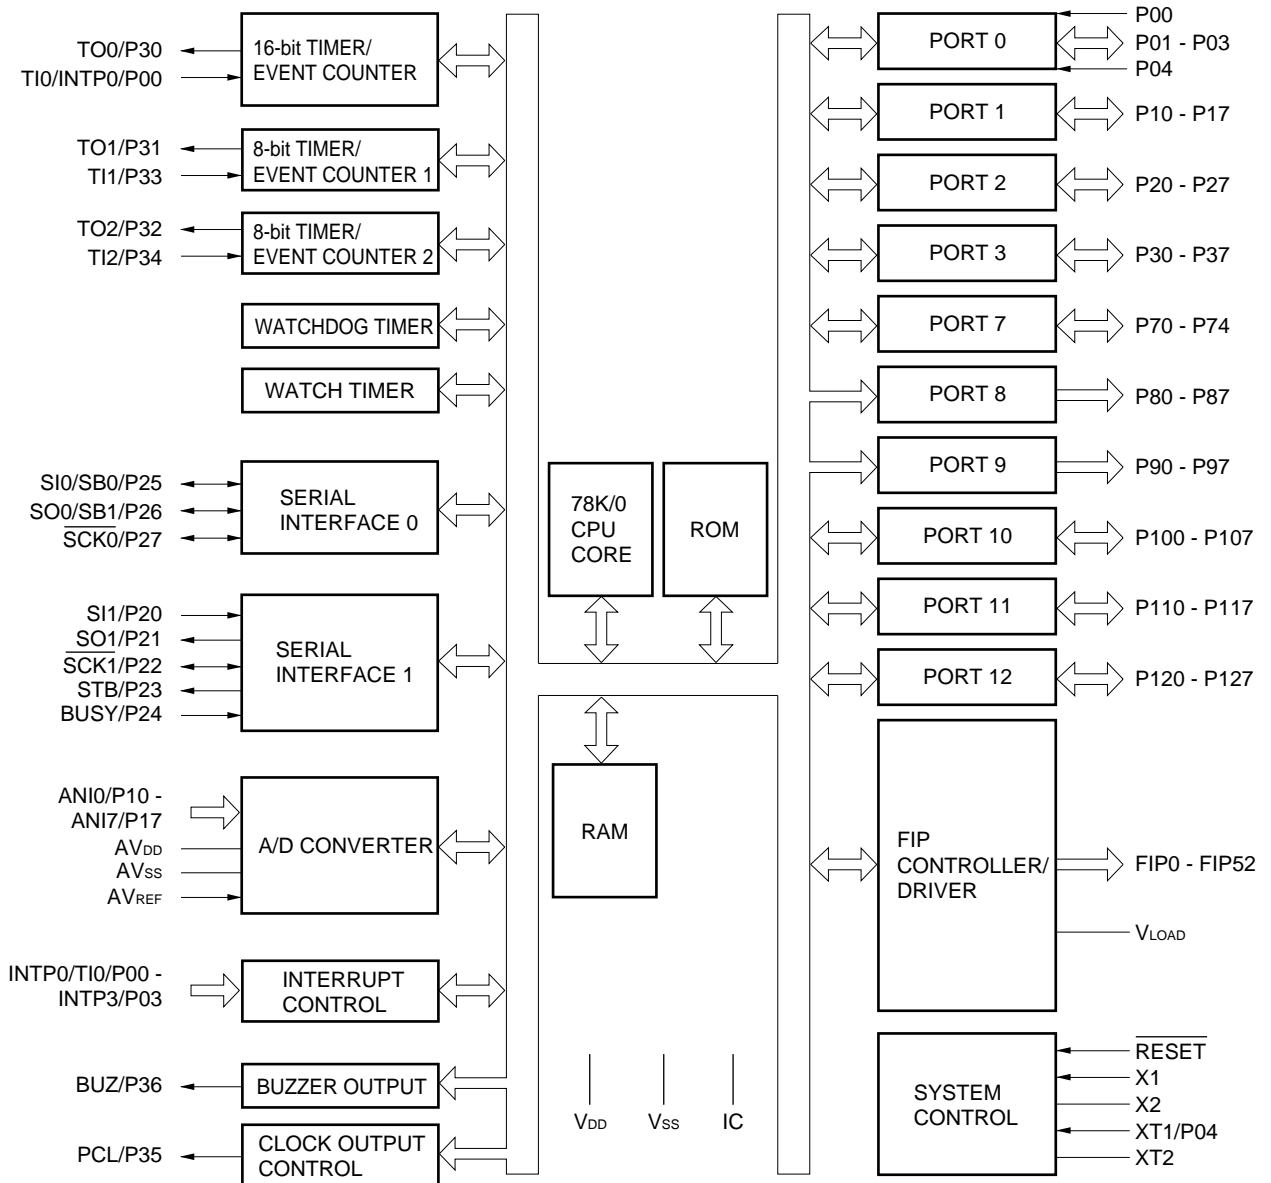 TO0/P30
TI0/INTP0/P00
16-bit TIMER/
EVENT COUNTER
TO1/P31
TI1/P33
8-bit TIMER/
EVENT COUNTER 1
TO2/P32
TI2/P34
8-bit TIMER/
EVENT COUNTER 2
WATCHDOG TIMER
WATCH TIMER
SI0/SB0/P25
SO0/SB1/P26
SCK0/P27
SERIAL
INTERFACE 0
SI1/P20
SO1/P21
SCK1/P22
STB/P23
BUSY/P24
SERIAL
INTERFACE 1
ANI0/P10 -
ANI7/P17
AVDD
AVSS
AVREF
A/D CONVERTER
INTP0/TI0/P00 -
INTP3/P03
INTERRUPT
CONTROL
BUZ/P36
BUZZER OUTPUT
PCL/P35
CLOCK OUTPUT
CONTROL
78K/0
CPU
CORE
ROM
RAM
VDD
VSS
IC
PORT 0
P00
P01 - P03
P04
PORT 1
P10 - P17
PORT 2
P20 - P27
PORT 3
P30 - P37
PORT 7
P70 - P74
PORT 8
P80 - P87
PORT 9
P90 - P97
PORT 10
P100 - P107
PORT 11
P110 - P117
PORT 12
P120 - P127
FIP
CONTROLLER/
DRIVER
FIP0 - FIP52
VLOAD
SYSTEM
CONTROL
RESET
X1
X2
XT1/P04
XT2